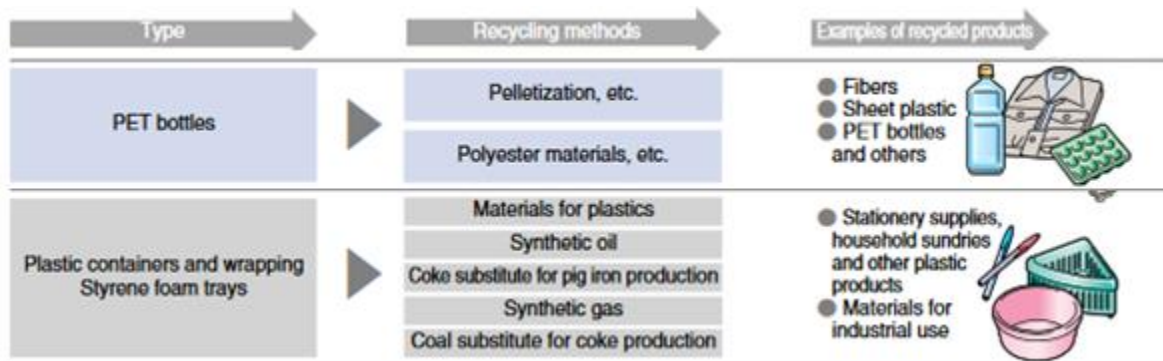 Type
Recycling methods
Examples of recycled products
PET bottles
Pelletization, etc.
Polyester materials, etc.
Fibers
Sheet plastic
PET bottles
and others
Plastic containers and wrapping
Styrene foam trays
Materials for plastics
Synthetic oil
Coke substitute for pig iron production
Synthetic gas
Coal substitute for coke production
Stationery supplies,
household sundries
and other plastic
products
Materials for
industrial use